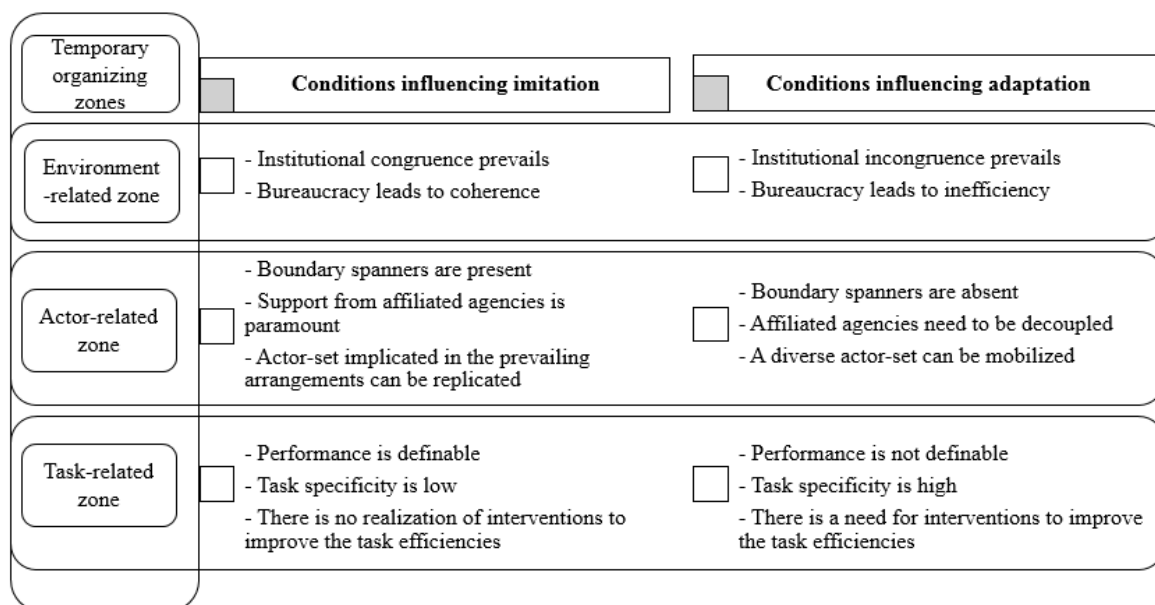 Temporary
organizing
zones
Conditions influencing imitation
Conditions influencing adaptation
Environment
-related zone
- Institutional congruence prevails
- Bureaucracy leads to coherence
- Institutional incongruence prevails
- Bureaucracy leads to inefficiency
Actor-related
zone
- Boundary spanners are present
- Support from affiliated agencies is
paramount
- Actor-set implicated in the prevailing
arrangements can be replicated
- Boundary spanners are absent
- Affiliated agencies need to be decoupled
- A diverse actor-set can be mobilized
Task-related
zone
- Performance is definable
- Task specificity is low
- There is no realization of interventions to
improve the task efficiencies
- Performance is not definable
- Task specificity is high
- There is a need for interventions to improve
the task efficiencies